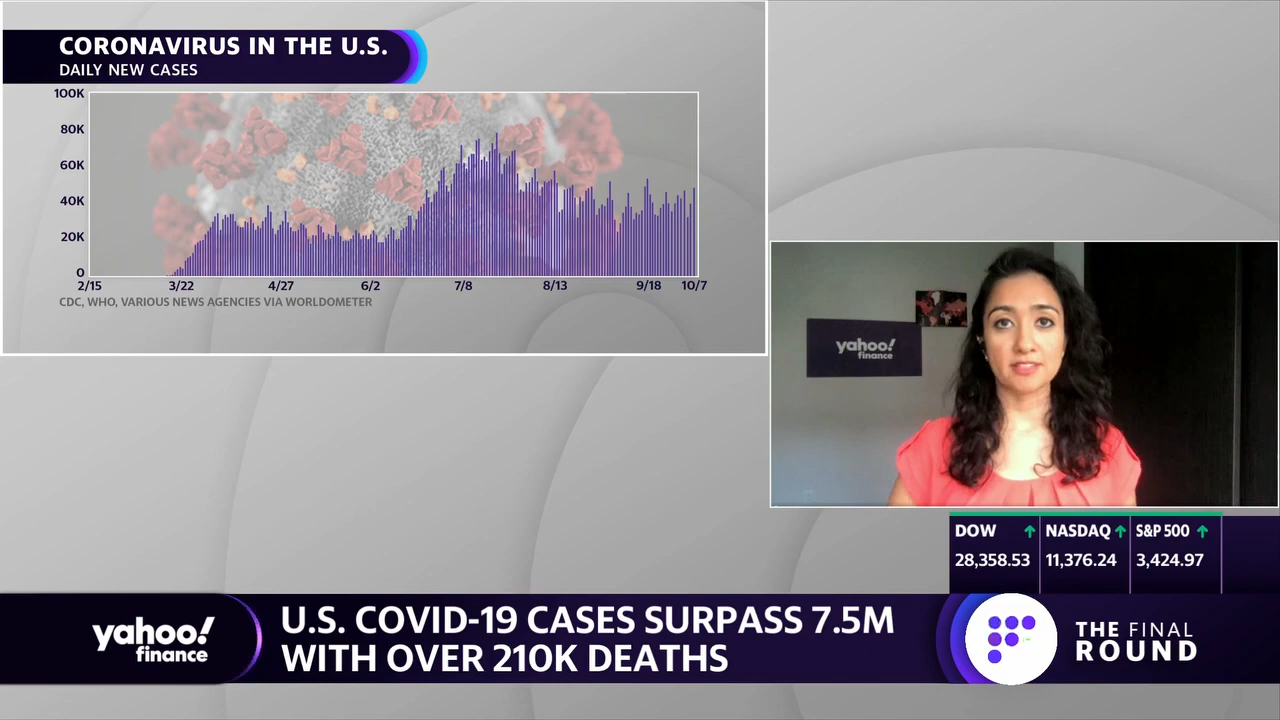 CORONAVIRUS IN THE U.S.
DAILY NEW CASES
100K
80K
60K
40K
20K
0
2/15 3/22 4/27 6/2 7/8 8/13 9/18 10/7
CDC, WHO, VARIOUS NEWS AGENCIES VIA WORLDOMETER
yahoo!
finance
DOW NASDAQ S&P 500
28,358.53 11,376.24 3,424.97
yahoo!
finance
U.S. COVID-19 CASES SURPASS 7.5M
WITH OVER 210K DEATHS
THE FINAL
ROUND